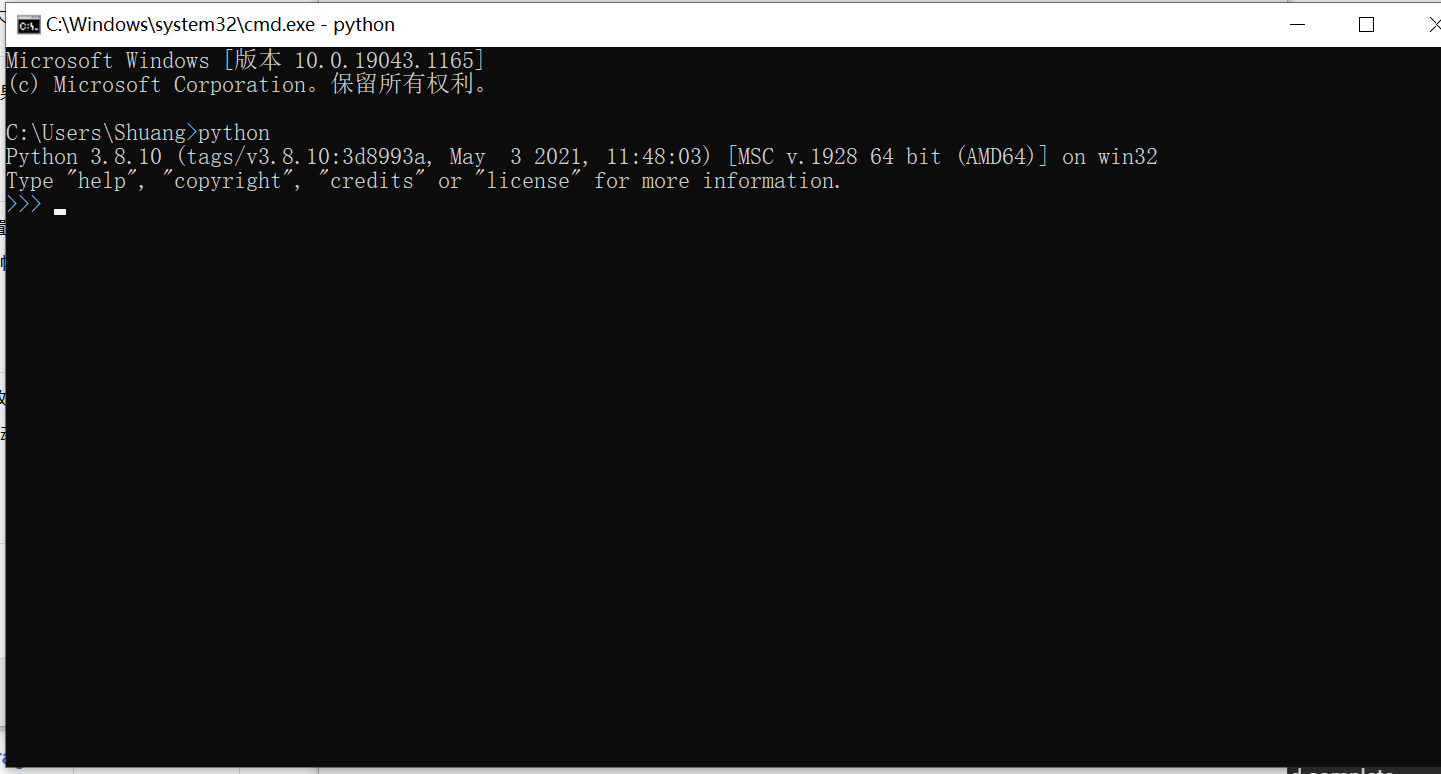 C:\Windows\system32\cmd.exe - python
Microsoft Windows [版本 10.0.19043.1165]
(c) Microsoft Corporation。保留所有权利。
C:\Users\Shuang>python
Python 3.8.10 (tags/v3.8.10:3d8993a, May  3 2021, 11:48:03) [MSC v.1928 64 bit (AMD64)] on win32
Type "help", "copyright", "credits" or "license" for more information.
>>>